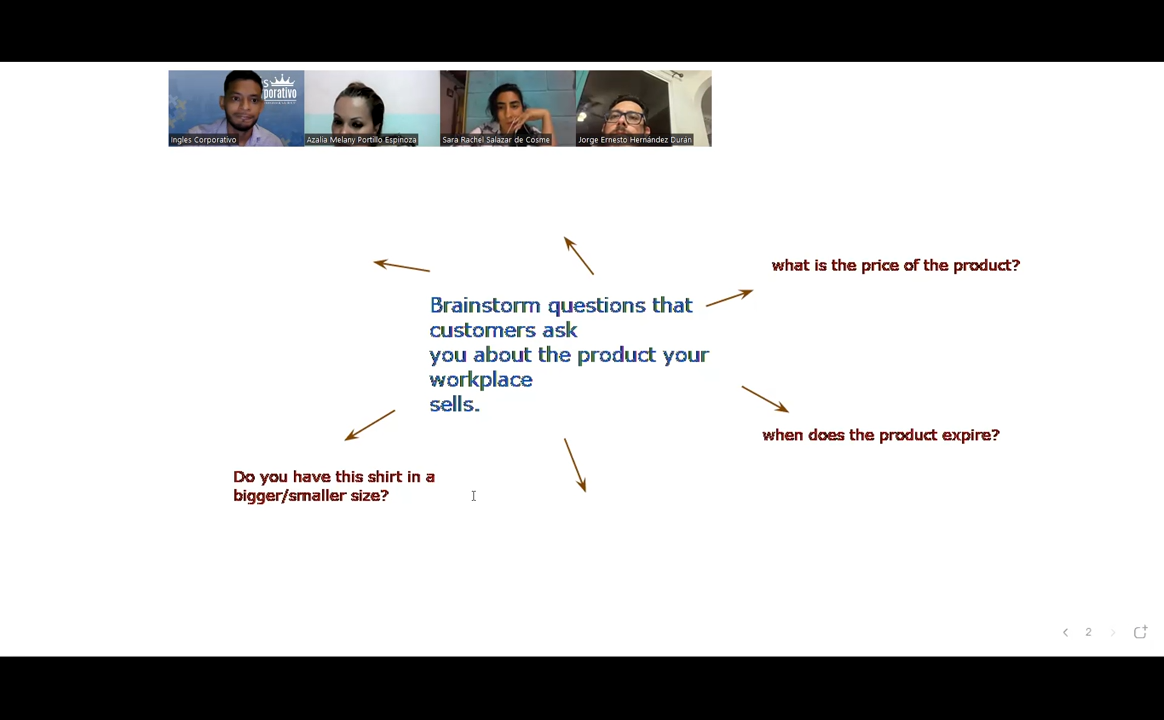 S
porativo
Ingles Corporativo
Azalia Melany Portillo Espinoza
Sara Rachel Salazar de Cosme
Jorge Ernesto Hernández Durán
what is the price of the product?
Brainstorm questions that
customers ask
you about the product your
workplace
sells.
when does the product expire?
Do you have this shirt in a
bigger/smaller size?
2